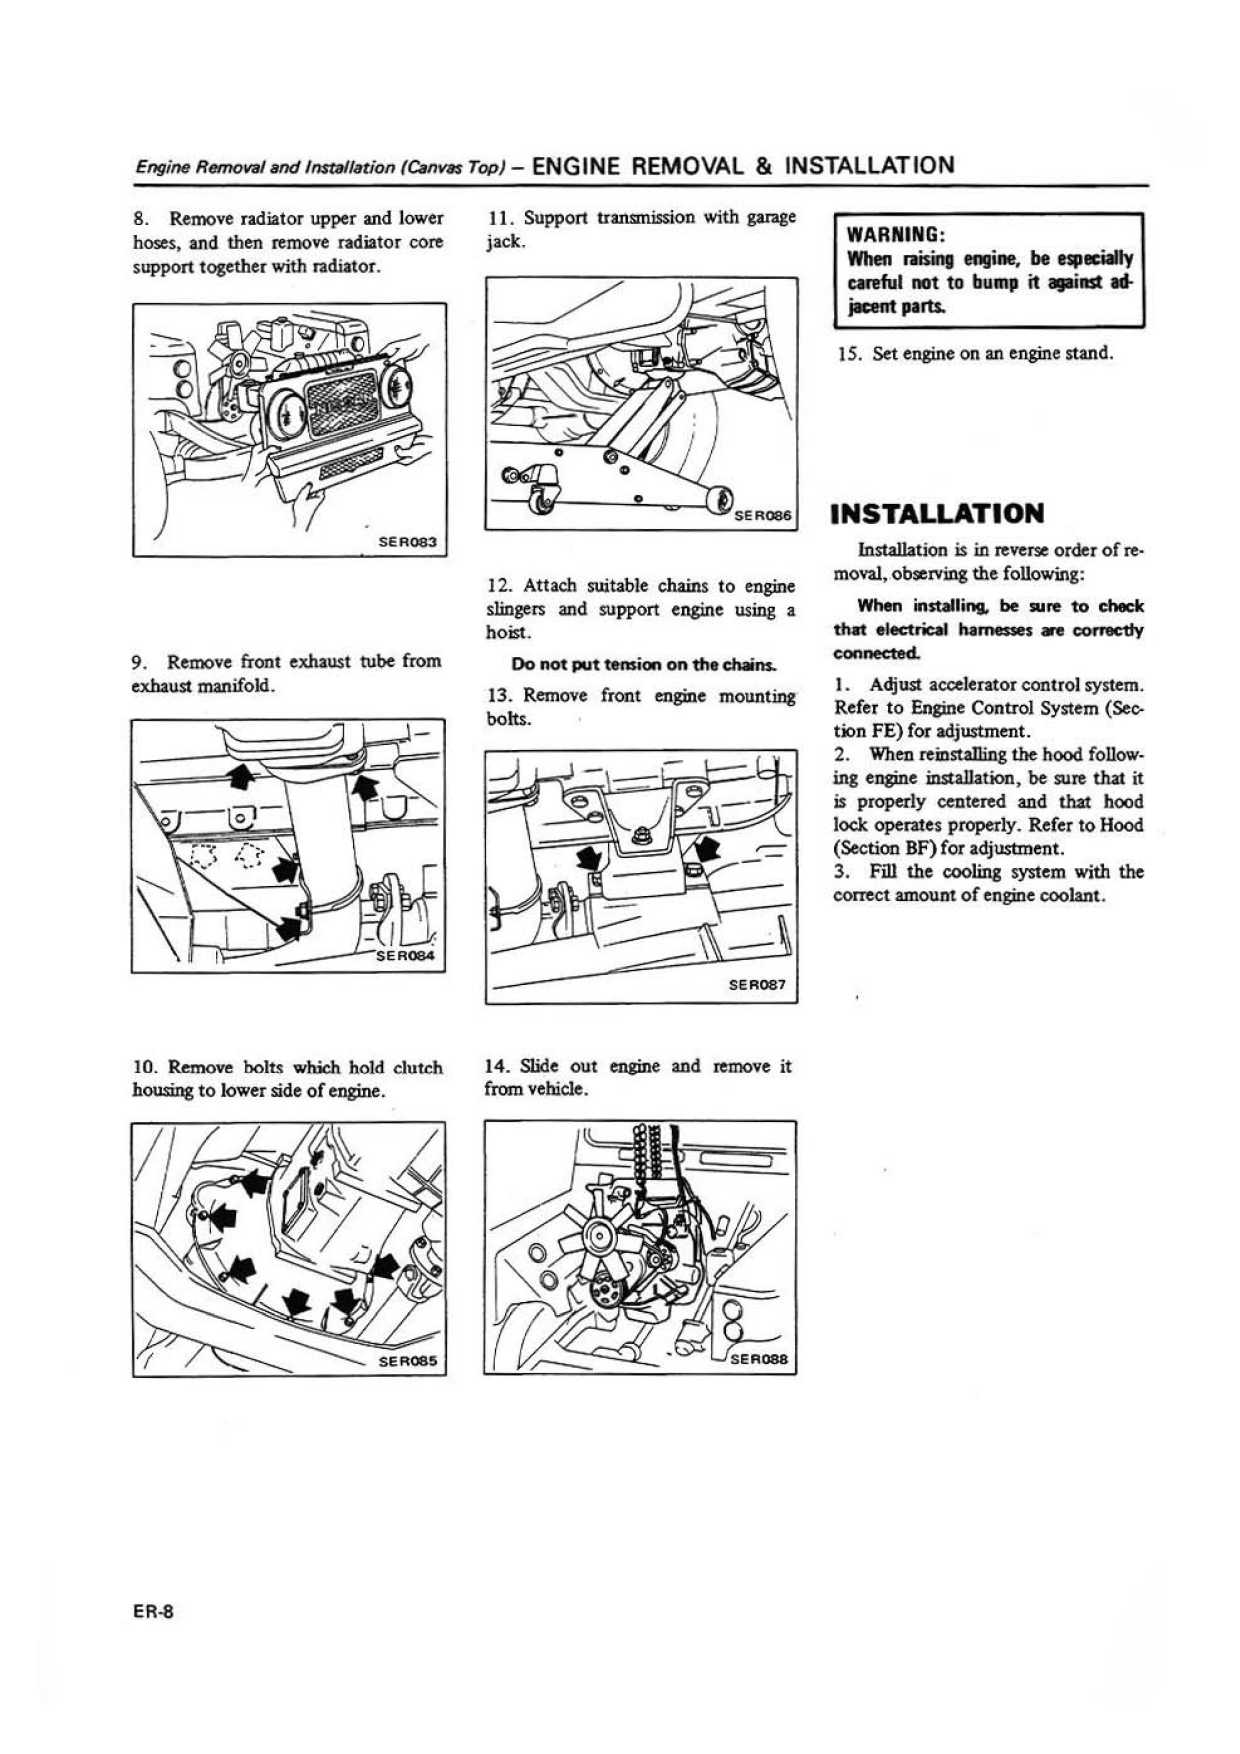 Engine Removal and Installation (Canvas Top) – ENGINE REMOVAL & INSTALLATION
8. Remove radiator upper and lower
hoses, and then remove radiator core
support together with radiator.
SER083
9. Remove front exhaust tube from
exhaust manifold.
SER084
10. Remove bolts which hold clutch
housing to lower side of engine.
SER085
11. Support transmission with garage
jack.
SER086
12. Attach suitable chains to engine
slingers and support engine using a
hoist.
Do not put tension on the chains.
13. Remove front engine mounting
bolts.
SER087
14. Slide out engine and remove it
from vehicle.
SER088
WARNING:
When raising engine, be especially
careful not to bump it against ad-
jacent parts.
15. Set engine on an engine stand.
INSTALLATION
Installation is in reverse order of re-
moval, observing the following:
When installing, be sure to check
that electrical harnesses are correctly
connected.
1. Adjust accelerator control system.
Refer to Engine Control System (Sec-
tion FE) for adjustment.
2. When reinstalling the hood follow-
ing engine installation, be sure that it
is properly centered and that hood
lock operates properly. Refer to Hood
(Section BF) for adjustment.
3. Fill the cooling system with the
correct amount of engine coolant.
ER-8